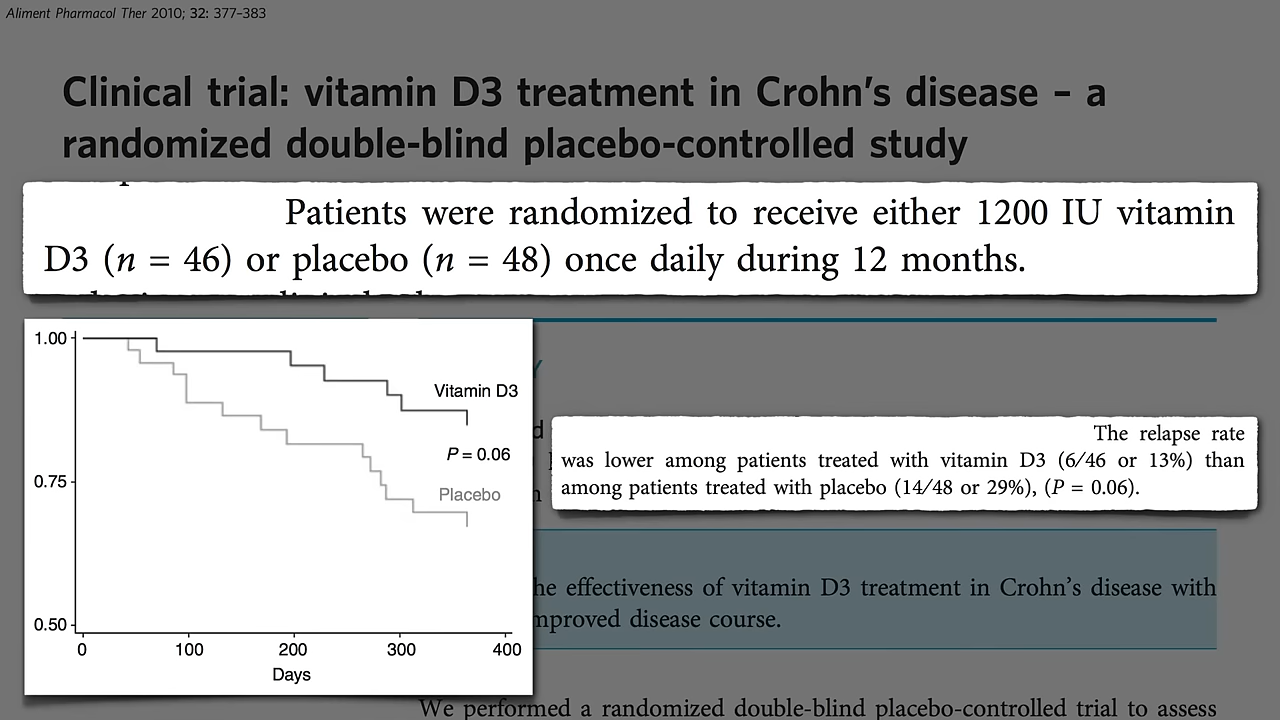 Aliment Pharmacol Ther 2010; 32: 377–383
Clinical trial: vitamin D3 treatment in Crohn's disease – a
randomized double-blind placebo-controlled study
Patients were randomized to receive either 1200 IU vitamin
D3 (n = 46) or placebo (n = 48) once daily during 12 months.
1.00
Vitamin D3
P = 0.06
0.75
Placebo
0.50
0 100 200 300 400
Days
The relapse rate
was lower among patients treated with vitamin D3 (6/46 or 13%) than
among patients treated with placebo (14/48 or 29%), (P = 0.06).
effectiveness of vitamin D3 treatment in Crohn's disease with
disease course.
We performed a randomized double-blind placebo-controlled trial to assess